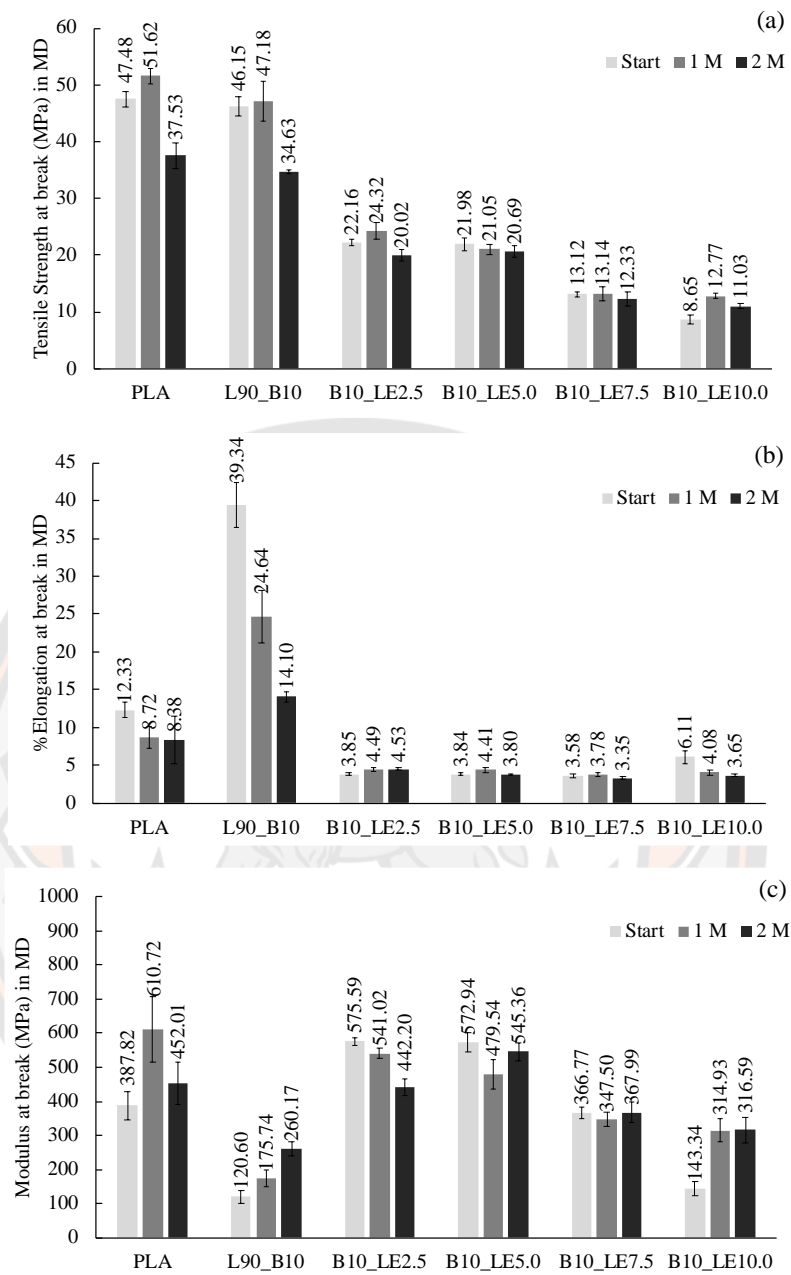 (a)
Tensile Strength at break (MPa) in MD
60
50
40
30
20
10
0
Start 1 M 2 M
47.48 51.62 37.53
46.15 47.18 34.63
22.16 24.32 20.02
21.98 21.05 20.69
13.12 13.14 12.33
8.65 12.77 11.03
PLA L90_B10 B10_LE2.5 B10_LE5.0 B10_LE7.5 B10_LE10.0
(b)
%Elongation at break in MD
45
40
35
30
25
20
15
10
5
0
Start 1 M 2 M
12.33 8.72 8.38
39.34 24.64 14.10
3.85 4.49 4.53
3.84 4.41 3.80
3.58 3.78 3.35
6.11 4.08 3.65
PLA L90_B10 B10_LE2.5 B10_LE5.0 B10_LE7.5 B10_LE10.0
(c)
Modulus at break (MPa) in MD
1000
900
800
700
600
500
400
300
200
100
0
Start 1 M 2 M
387.82 610.72 452.01
120.60 175.74 260.17
575.59 541.02 442.20
572.94 479.54 545.36
366.77 347.50 367.99
143.34 314.93 316.59
PLA L90_B10 B10_LE2.5 B10_LE5.0 B10_LE7.5 B10_LE10.0